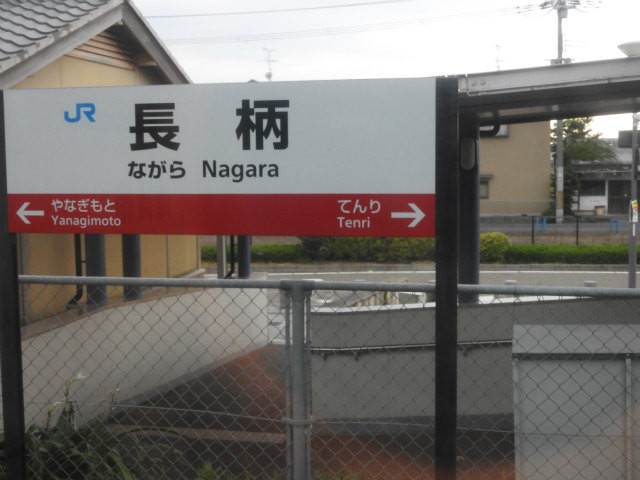 JR 長柄
ながら Nagara
やなぎもと てんり
Yanagimoto Tenri